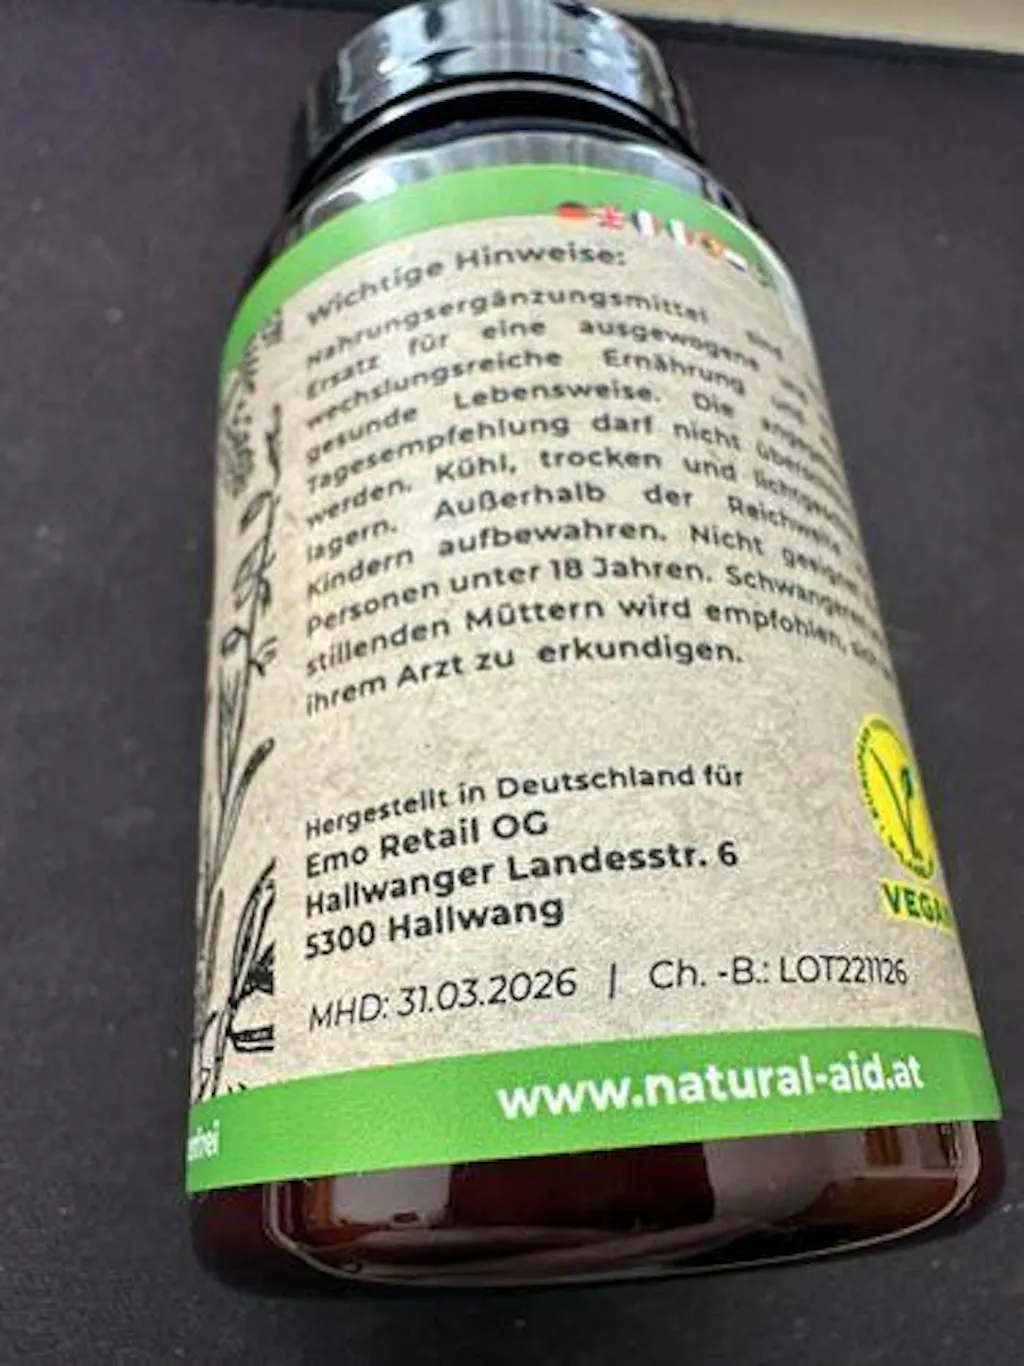 Wichtige Hinweise:
Nahrungsergänzungsmittel sind
Ersatz für eine ausgewogene
wechslungsreiche Ernährung und
gesunde Lebensweise. Die
Tagesempfehlung darf nicht
werden. Kühl, trocken und
lagern. Außerhalb der Reichweite
Kindern aufbewahren. Nicht geeignet
Personen unter 18 Jahren. Schwangeren
stillenden Müttern wird empfohlen, sich
ihrem Arzt zu erkundigen.
Hergestellt in Deutschland für
Emo Retail OG
Hallwanger Landesstr. 6
5300 Hallwang
VEGAN
MHD: 31.03.2026 | Ch. -B.: LOT221126
www.natural-aid.at